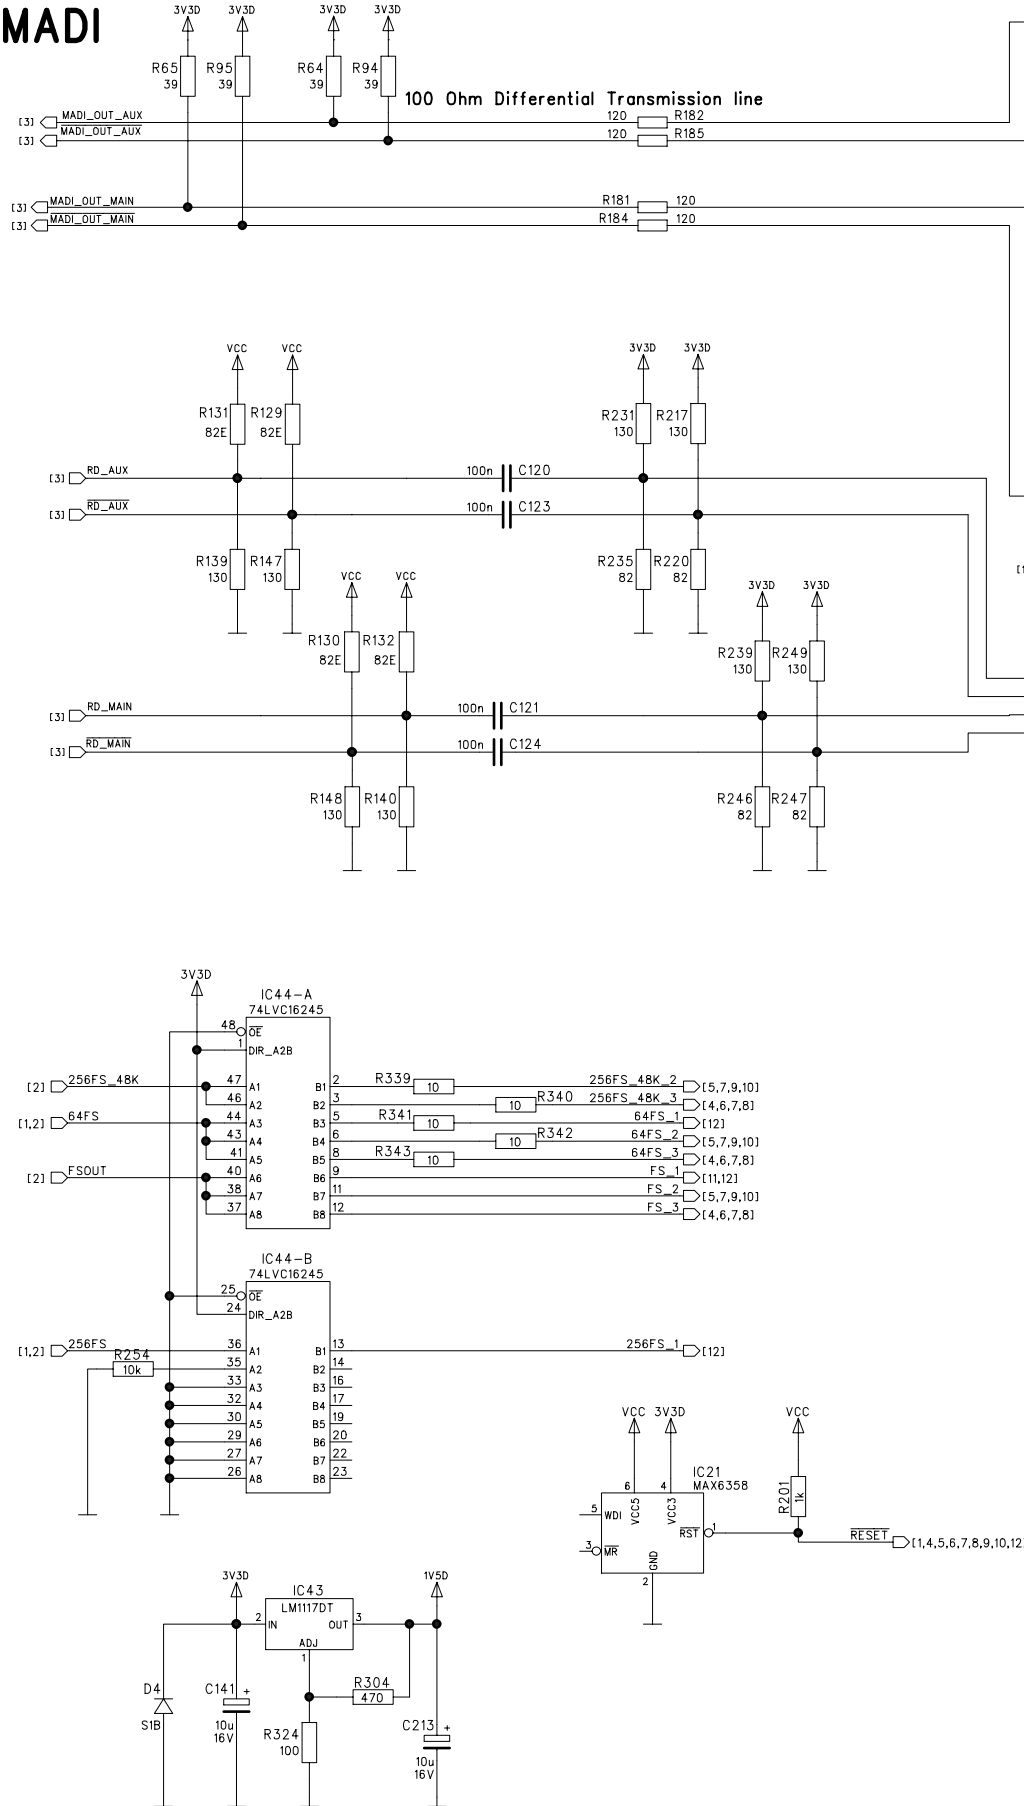 MADI
3V3D 3V3D 3V3D 3V3D
R65 R95 R64 R94
39 39 39 39
100 Ohm Differential Transmission line
[3] MADI_OUT_AUX 120 R182
[3] MADI_OUT_AUX 120 R185
[3] MADI_OUT_MAIN R181 120
[3] MADI_OUT_MAIN R184 120
VCC VCC 3V3D 3V3D
R131 R129 R231 R217
82E 82E 130 130
[3] RD_AUX 100n C120
[3] RD_AUX 100n C123
R139 R147 R235 R220
130 130 82 82
VCC VCC 3V3D 3V3D
R130 R132 R239 R249
82E 82E 130 130
[3] RD_MAIN 100n C121
[3] RD_MAIN 100n C124
R148 R140 R246 R247
130 130 82 82
3V3D
IC44-A
74LVC16245
48 OE
1 DIR_A2B
[2] 256FS_48K 47 A1 B1 2 R339 10 256FS_48K_2 [5,7,9,10]
46 A2 B2 3 10 R340 256FS_48K_3 [4,6,7,8]
[1,2] 64FS 44 A3 B3 5 R341 10 64FS_1 [12]
43 A4 B4 6 10 R342 64FS_2 [5,7,9,10]
41 A5 B5 8 R343 10 64FS_3 [4,6,7,8]
[2] FSOUT 40 A6 B6 9 FS_1 [11,12]
38 A7 B7 11 FS_2 [5,7,9,10]
37 A8 B8 12 FS_3 [4,6,7,8]
IC44-B
74LVC16245
25 OE
24 DIR_A2B
[1,2] 256FS 36 A1 B1 13 256FS_1 [12]
R254 10k 35 A2 B2 14
33 A3 B3 16
32 A4 B4 17
30 A5 B5 19
29 A6 B6 20
27 A7 B7 22
26 A8 B8 23
VCC 3V3D VCC
IC21
MAX6358
6 4
R201 1k
5 WDI VCC5 VCC3
RST 1
3 MR GND
2
RESET [1,4,5,6,7,8,9,10,12]
3V3D IC43 1V5D
LM1117DT
2 IN OUT 3
ADJ
1
D4 C141 + R304
S1B 470
10u
16V
R324
100
C213 +
10u
16V